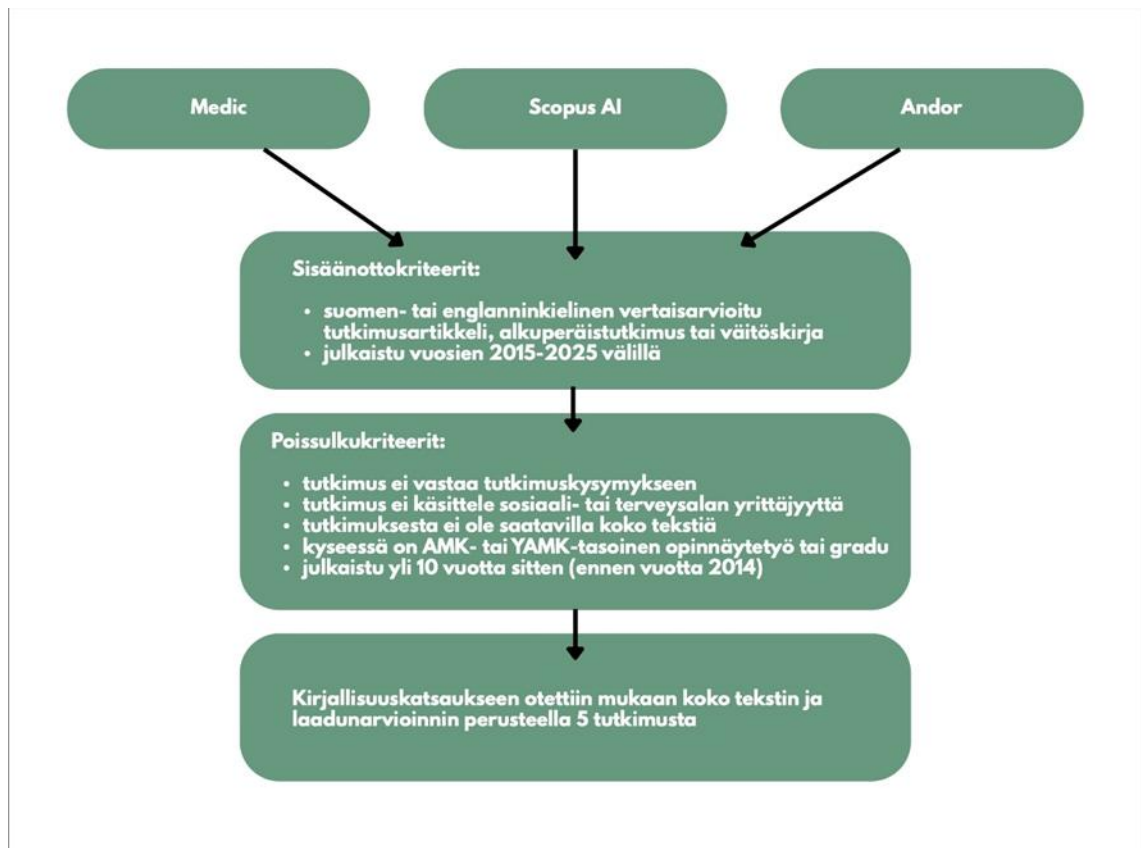 Medic
Scopus AI
Andor
Sisäänottokriteerit:
• suomen- tai englanninkielinen vertaisarvioitu
tutkimusartikkeli, alkuperäistutkimus tai väitöskirja
• julkaistu vuosien 2015-2025 välillä
Poissulkukriteerit:
• tutkimus ei vastaa tutkimuskysymykseen
• tutkimus ei käsittele sosiaali- tai terveysalan yrittäjyyttä
• tutkimuksesta ei ole saatavilla koko tekstiä
• kyseessä on AMK- tai YAMK-tasoinen opinnäytetyö tai gradu
• julkaistu yli 10 vuotta sitten (ennen vuotta 2014)
Kirjallisuuskatsaukseen otettiin mukaan koko tekstin ja
laadunarvioinnin perusteella 5 tutkimusta